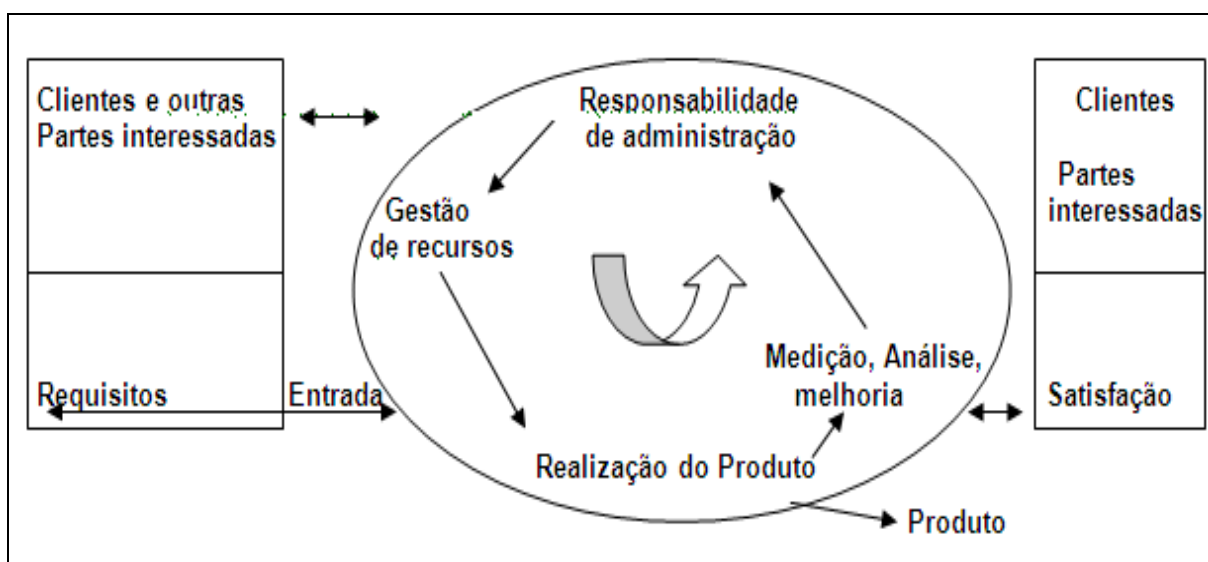 Clientes e outras
Partes interessadas
Requisitos
Entrada
Responsabilidade
de administração
Gestão
de recursos
Medição, Análise,
melhoria
Realização do Produto
Produto
Clientes
Partes
interessadas
Satisfação